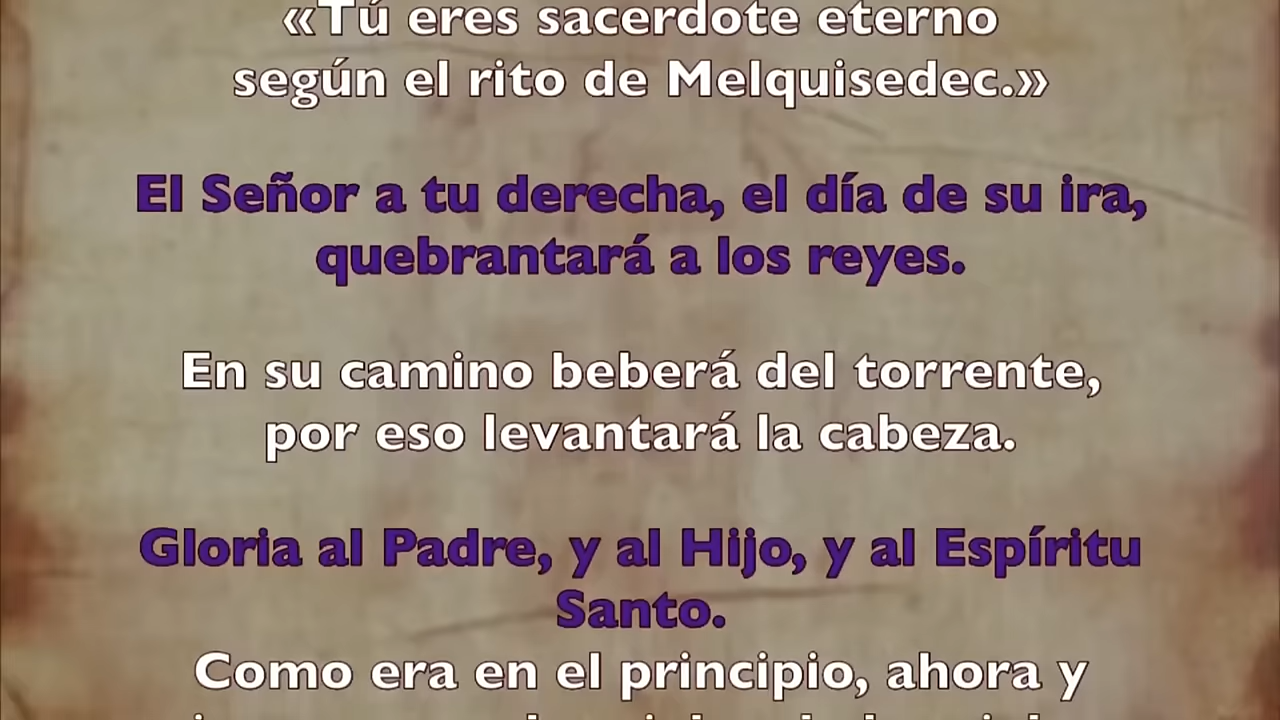 «Tú eres sacerdote eterno
según el rito de Melquisedec.»
El Señor a tu derecha, el día de su ira,
quebrantará a los reyes.
En su camino beberá del torrente,
por eso levantará la cabeza.
Gloria al Padre, y al Hijo, y al Espíritu
Santo.
Como era en el principio, ahora y